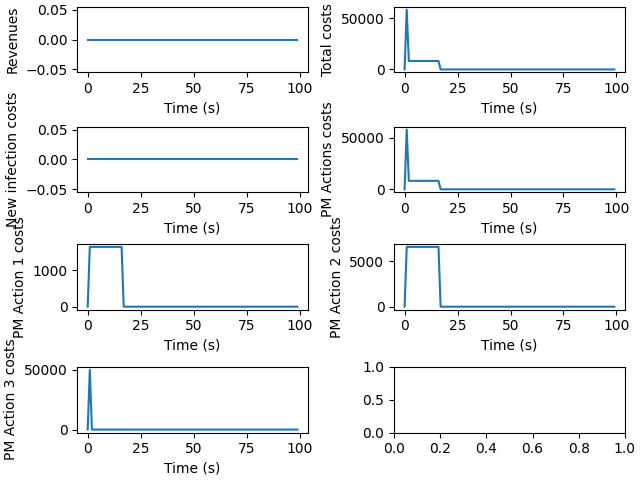 Revenues
0.05
0.00
−0.05
0 25 50 75 100
Time (s)
Total costs
50000
0
0 25 50 75 100
Time (s)
New infection costs
0.05
0.00
−0.05
0 25 50 75 100
Time (s)
PM Actions costs
50000
0
0 25 50 75 100
Time (s)
PM Action 1 costs
1000
0
0 25 50 75 100
Time (s)
PM Action 2 costs
5000
0
0 25 50 75 100
Time (s)
PM Action 3 costs
50000
0
0 25 50 75 100
Time (s)
1.0
0.5
0.0
0.0 0.2 0.4 0.6 0.8 1.0